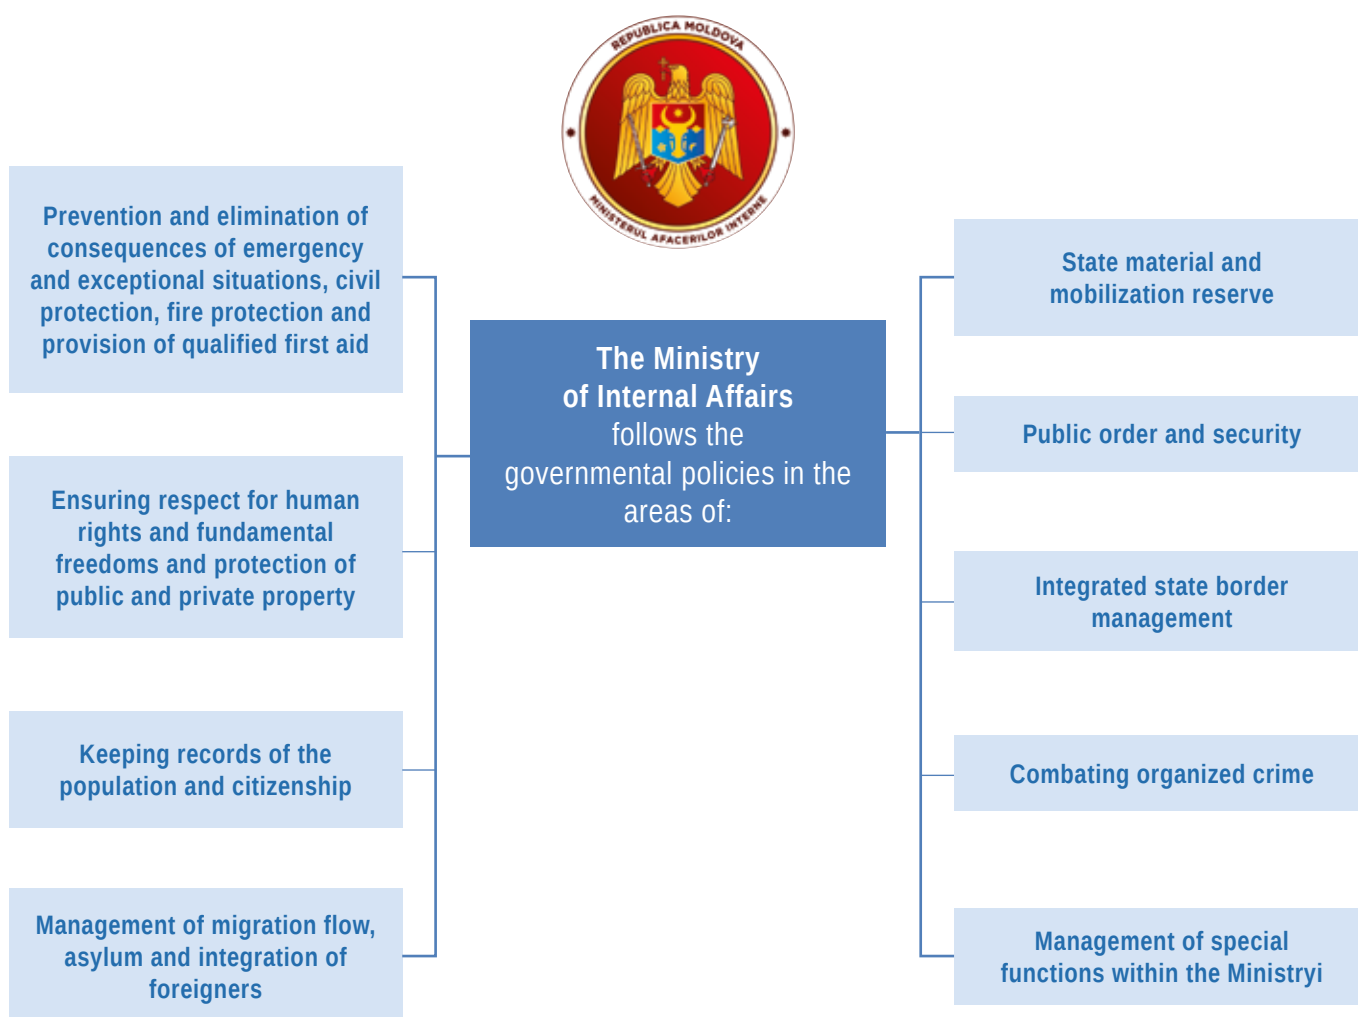 REPUBLICA MOLDOVA
MINISTERUL AFACERILOR INTERNE
Prevention and elimination of
consequences of emergency
and exceptional situations, civil
protection, fire protection and
provision of qualified first aid
Ensuring respect for human
rights and fundamental
freedoms and protection of
public and private property
Keeping records of the
population and citizenship
Management of migration flow,
asylum and integration of
foreigners
The Ministry
of Internal Affairs
follows the
governmental policies in the
areas of:
State material and
mobilization reserve
Public order and security
Integrated state border
management
Combating organized crime
Management of special
functions within the Ministryi